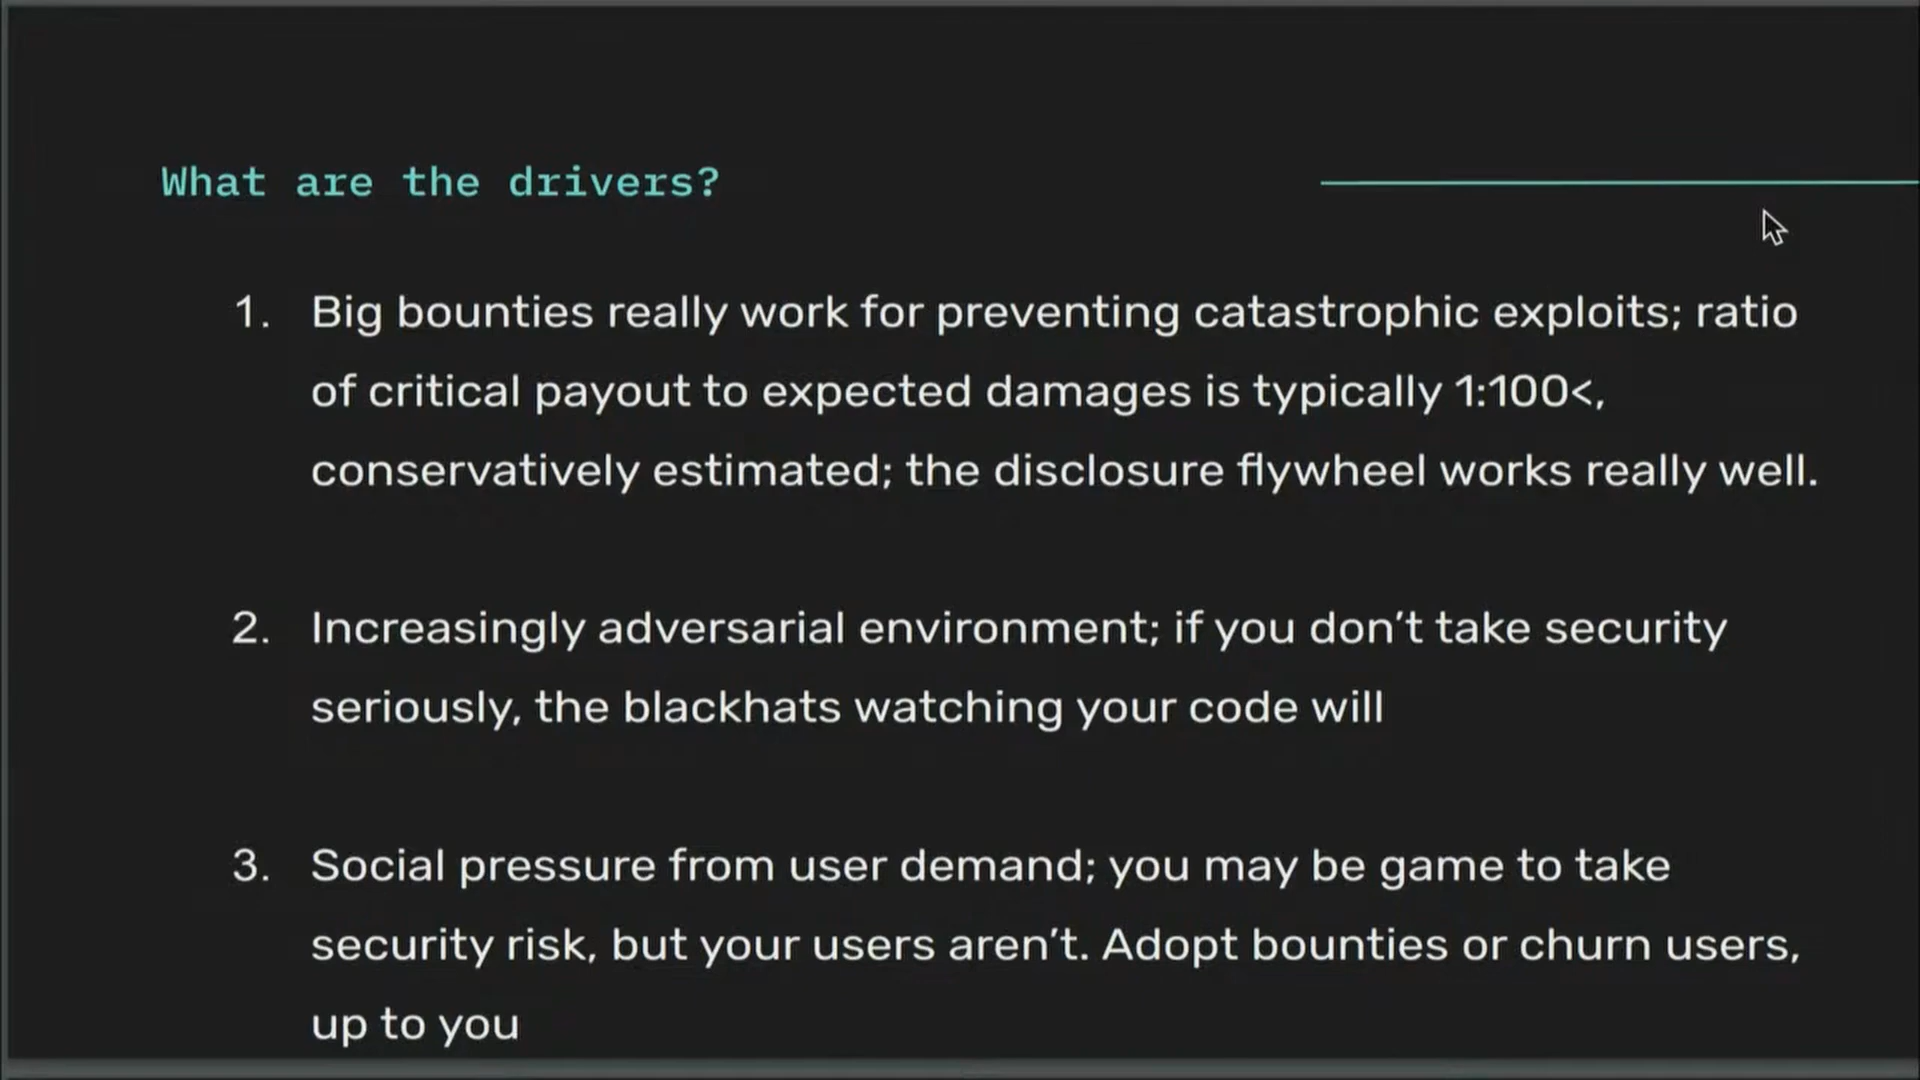 What are the drivers?
1. Big bounties really work for preventing catastrophic exploits; ratio
of critical payout to expected damages is typically 1:100<,
conservatively estimated; the disclosure flywheel works really well.
2. Increasingly adversarial environment; if you don’t take security
seriously, the blackhats watching your code will
3. Social pressure from user demand; you may be game to take
security risk, but your users aren’t. Adopt bounties or churn users,
up to you